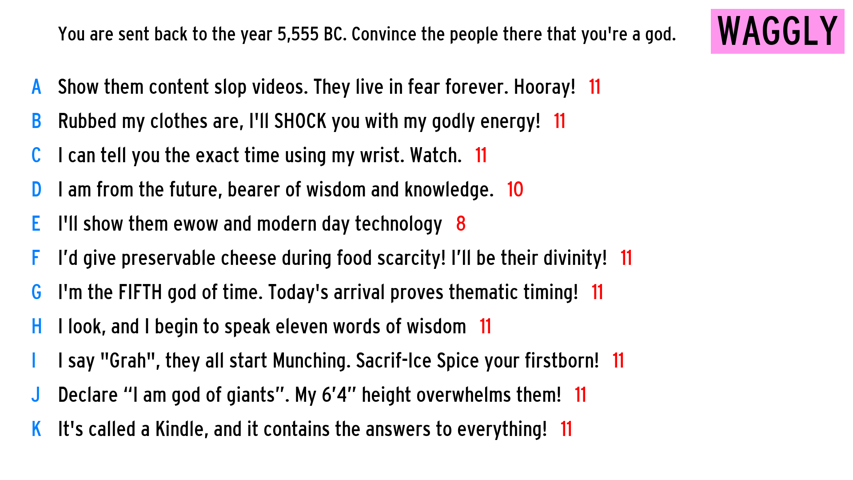 You are sent back to the year 5,555 BC. Convince the people there that you're a god. WAGGLY
A Show them content slop videos. They live in fear forever. Hooray! 11
B Rubbed my clothes are, I'll SHOCK you with my godly energy! 11
C I can tell you the exact time using my wrist. Watch. 11
D I am from the future, bearer of wisdom and knowledge. 10
E I'll show them ewow and modern day technology 8
F I’d give preservable cheese during food scarcity! I’ll be their divinity! 11
G I'm the FIFTH god of time. Today's arrival proves thematic timing! 11
H I look, and I begin to speak eleven words of wisdom 11
I I say "Grah", they all start Munching. Sacrif-Ice Spice your firstborn! 11
J Declare “I am god of giants”. My 6’4” height overwhelms them! 11
K It's called a Kindle, and it contains the answers to everything! 11